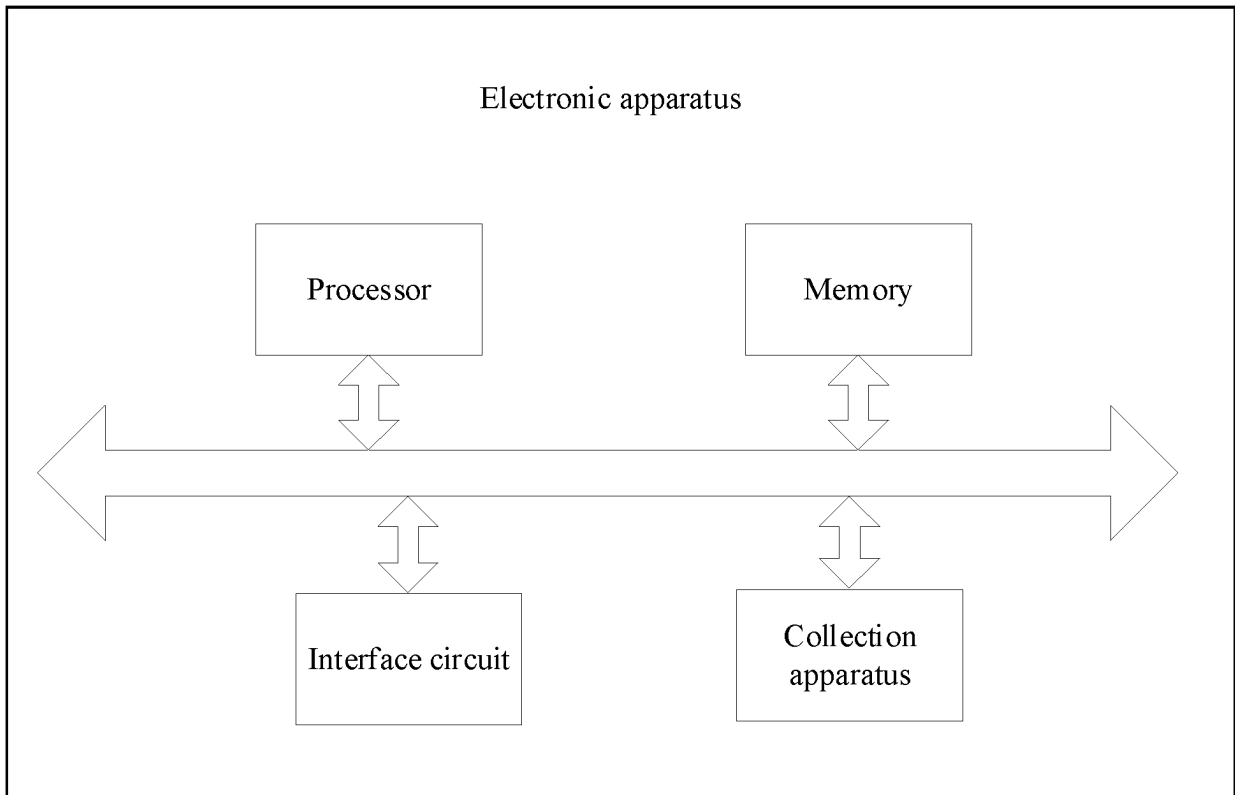 Electronic apparatus
Processor
Memory
Interface circuit
Collection
apparatus